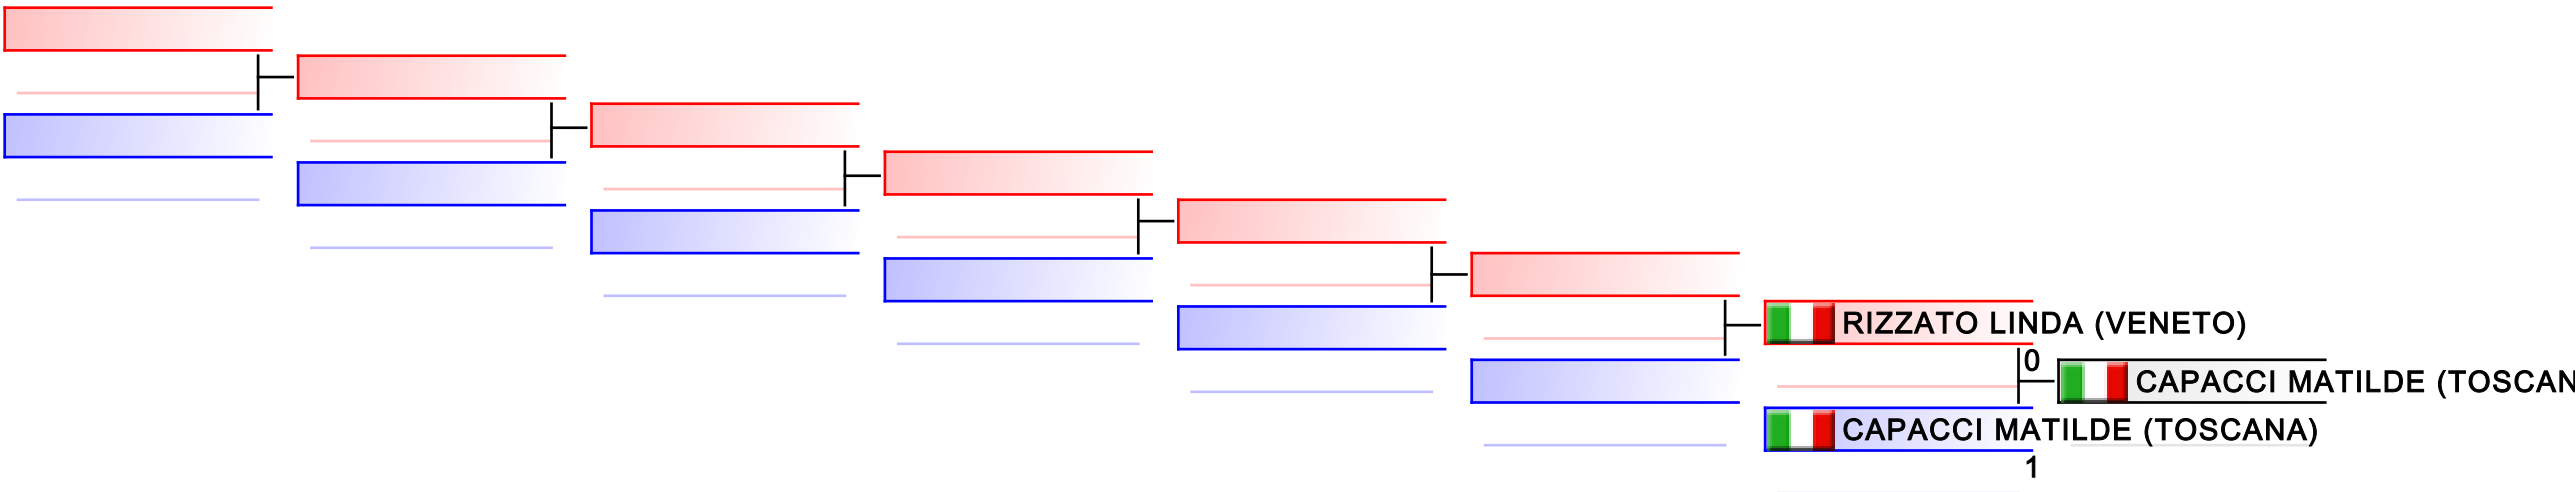 RIZZATO LINDA (VENETO)
0
CAPACCI MATILDE (TOSCAN
CAPACCI MATILDE (TOSCANA)
1